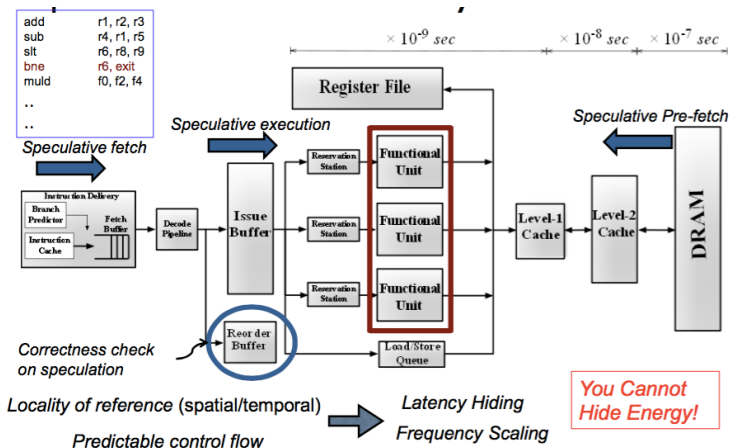 add r1, r2, r3
sub r4, r1, r5
slt r6, r8, r9
bne r6, exit
muld f0, f2, f4
..
..
× 10-9 sec
× 10-8 sec
× 10-7 sec
Register File
Speculative fetch
Speculative execution
Speculative Pre-fetch
Instruction Delivery
Branch
Predictor
Fetch
Buffer
Instruction
Cache
Decode
Pipeline
Issue
Buffer
Reservation
Station
Functional
Unit
Reservation
Station
Functional
Unit
Reservation
Station
Functional
Unit
Level-1
Cache
Level-2
Cache
DRAM
Reorder
Buffer
Load/Store
Queue
Correctness check
on speculation
Locality of reference (spatial/temporal)
Predictable control flow
Latency Hiding
Frequency Scaling
You Cannot
Hide Energy!